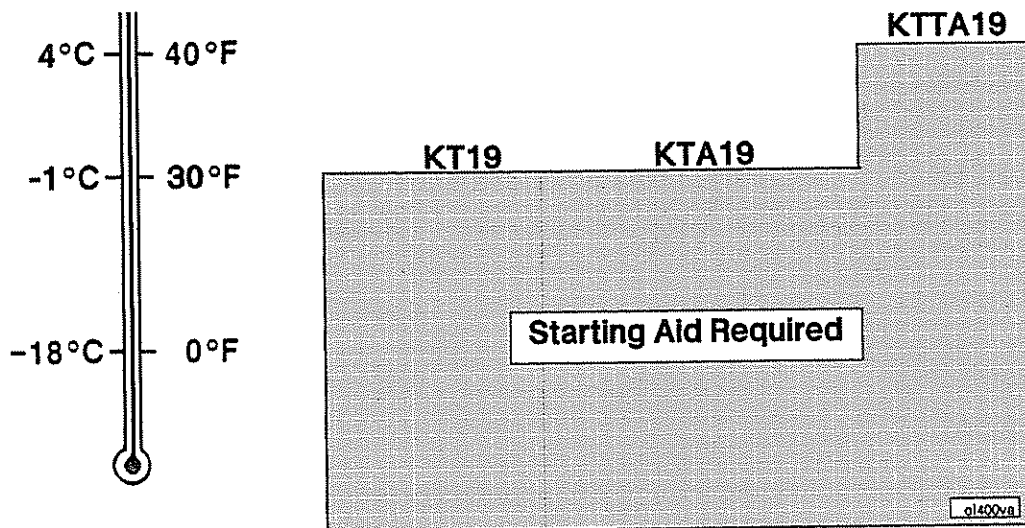 KTTA19
4°C 40°F
KT19 KTA19
-1°C 30°F
Starting Aid Required
-18°C 0°F
ol400va